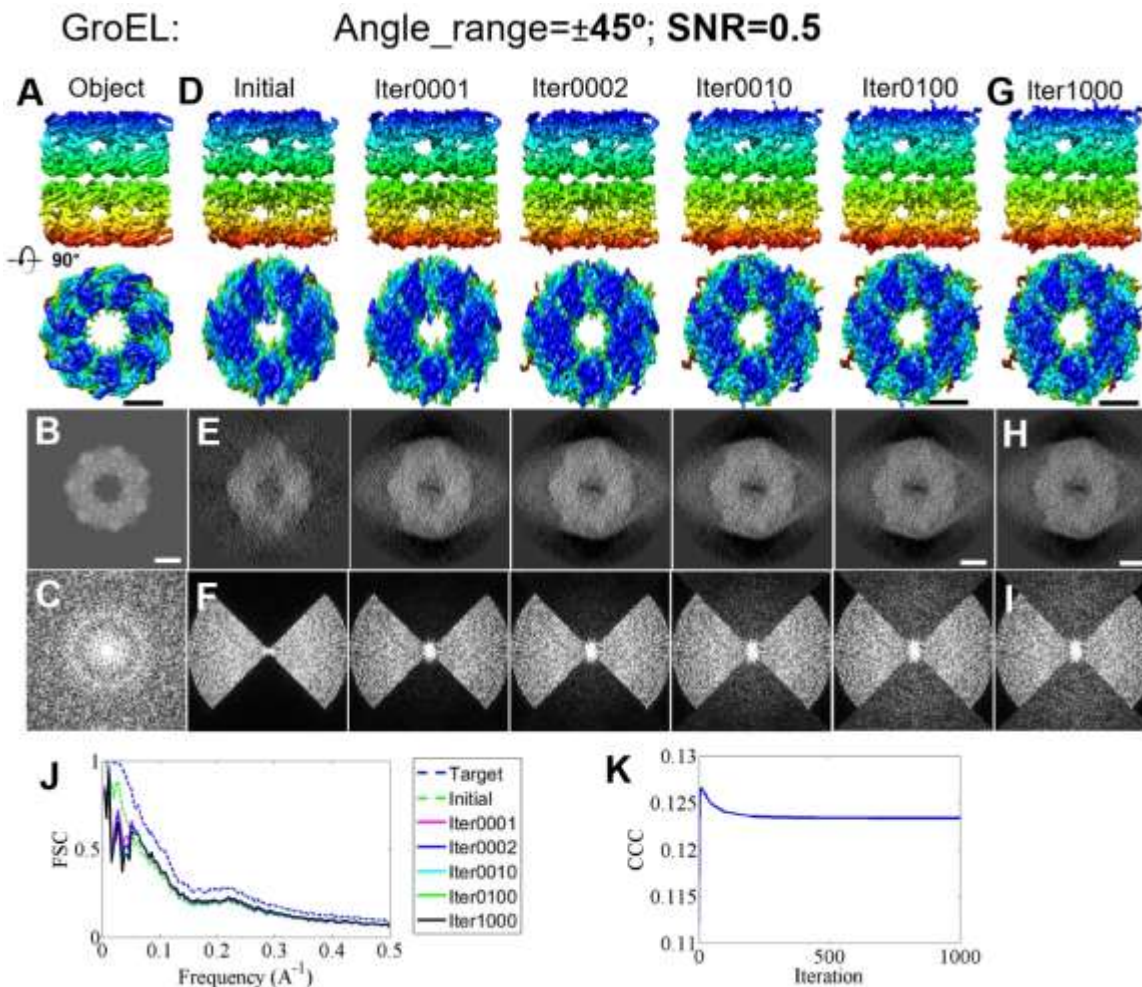 GroEL: Angle_range=±45º; SNR=0.5
A Object D Initial Iter0001 Iter0002 Iter0010 Iter0100 G Iter1000
90°
B E H
C F I
J K
1
0.5
0
FSC
0 0.1 0.2 0.3 0.4 0.5
Frequency (A⁻¹)
Target
Initial
Iter0001
Iter0002
Iter0010
Iter0100
Iter1000
0.13
0.125
0.12
0.115
0.11
CCC
500 1000
Iteration